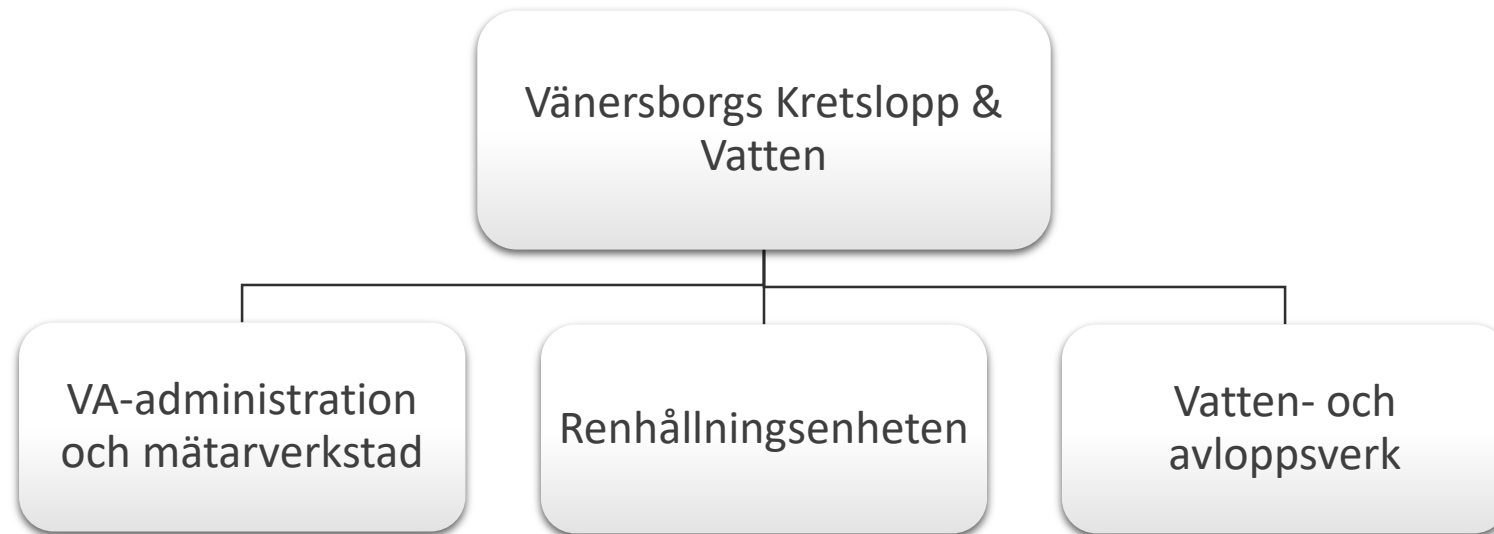 Vänersborgs Kretslopp &
Vatten
VA-administration
och mätarverkstad
Renhållningsenheten
Vatten- och
avloppsverk